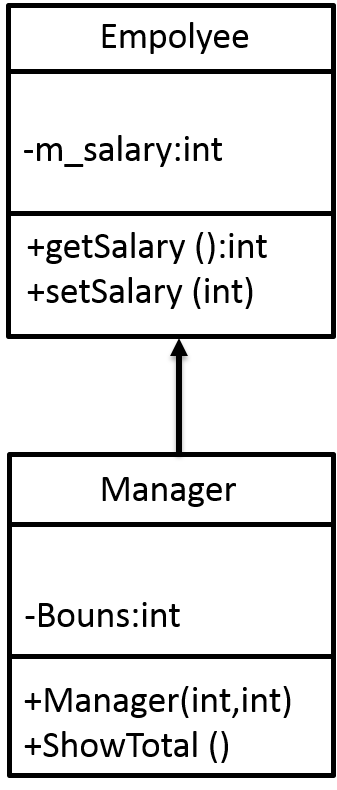 Empolyee
-m_salary:int
+getSalary ():int
+setSalary (int)
Manager
-Bouns:int
+Manager(int,int)
+ShowTotal ()